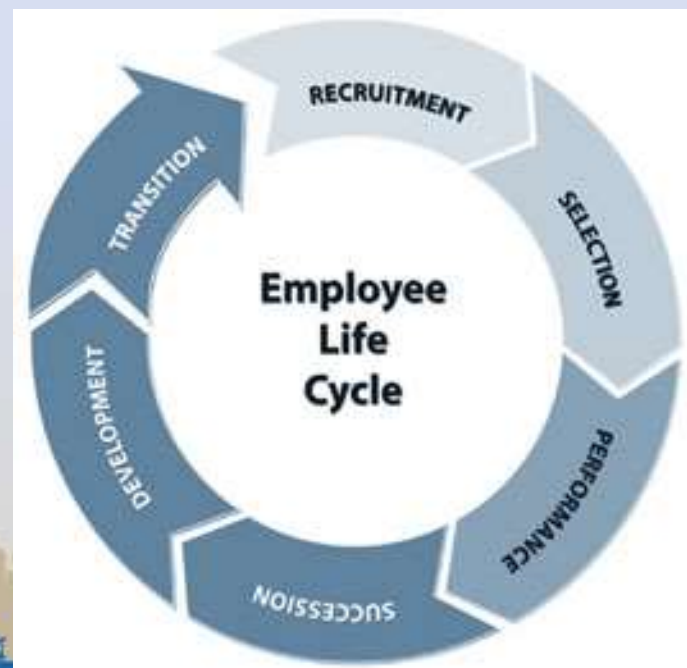 Employee
Life
Cycle
RECRUITMENT
SELECTION
PERFORMANCE
SUCCESSION
DEVELOPMENT
TRANSITION